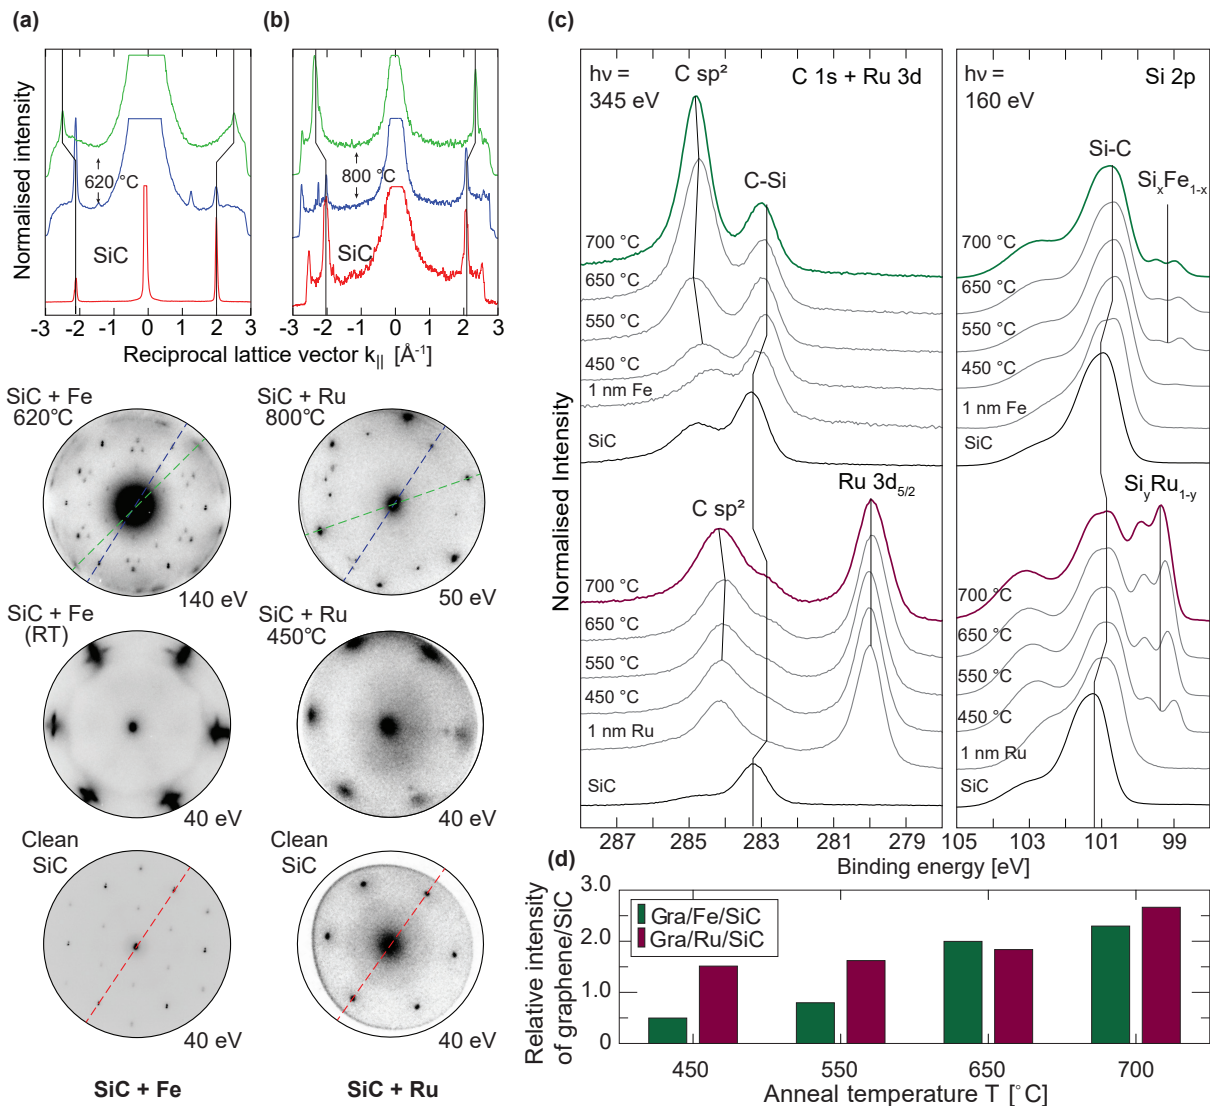 (a)
(b)
(c)
Normalised intensity
620 °C
SiC
800 °C
SiC
-3 -2 -1 0 1 2 3
-3 -2 -1 0 1 2 3
Reciprocal lattice vector k|| [Å⁻¹]
SiC + Fe
620°C
140 eV
SiC + Ru
800°C
50 eV
SiC + Fe
(RT)
40 eV
SiC + Ru
450°C
40 eV
Clean
SiC
40 eV
Clean
SiC
40 eV
SiC + Fe
SiC + Ru
Normalised Intensity
hν =
345 eV
C sp²
C 1s + Ru 3d
C-Si
700 °C
650 °C
550 °C
450 °C
1 nm Fe
SiC
C sp²
Ru 3d5/2
700 °C
650 °C
550 °C
450 °C
1 nm Ru
SiC
287 285 283 281 279
hν =
160 eV
Si 2p
Si-C
SixFe1-x
700 °C
650 °C
550 °C
450 °C
1 nm Fe
SiC
SiyRu1-y
700 °C
650 °C
550 °C
450 °C
1 nm Ru
SiC
105 103 101 99
Binding energy [eV]
(d)
Relative intensity
of graphene/SiC
3.0
2.0
1.0
0
Gra/Fe/SiC
Gra/Ru/SiC
450 550 650 700
Anneal temperature T [°C]